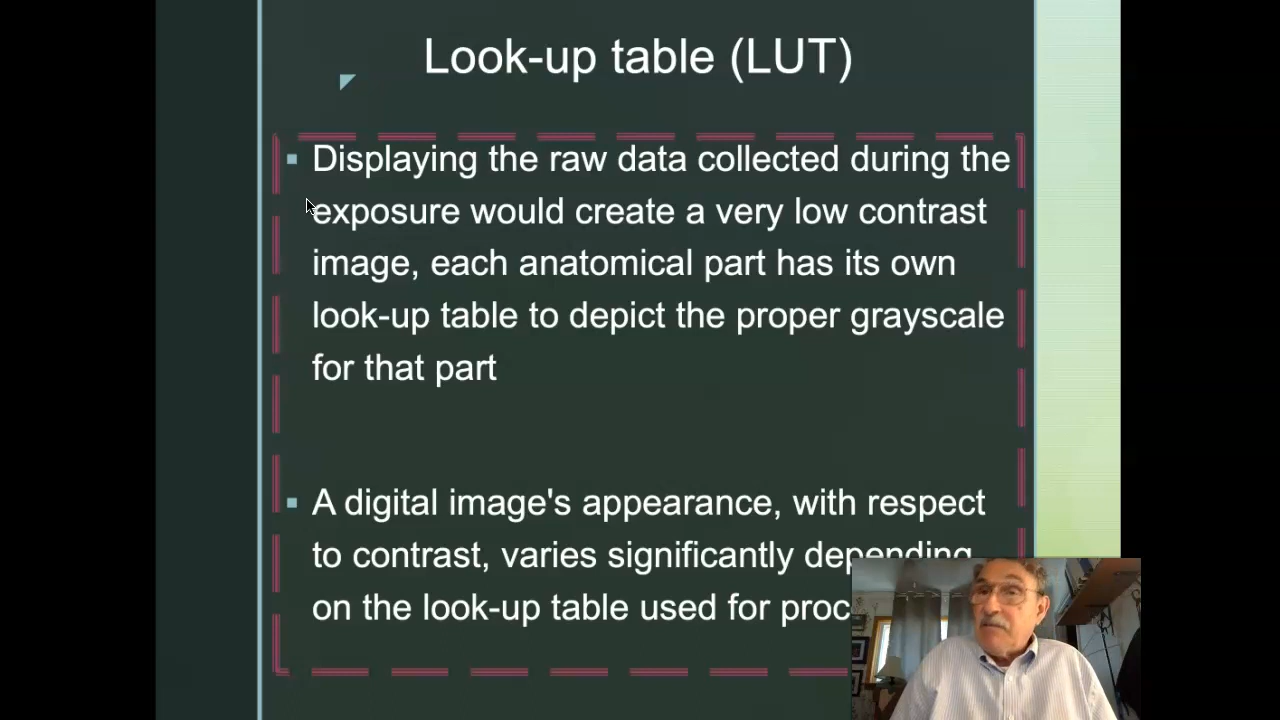 Look-up table (LUT)
Displaying the raw data collected during the
exposure would create a very low contrast
image, each anatomical part has its own
look-up table to depict the proper grayscale
for that part
A digital image's appearance, with respect
to contrast, varies significantly depending
on the look-up table used for